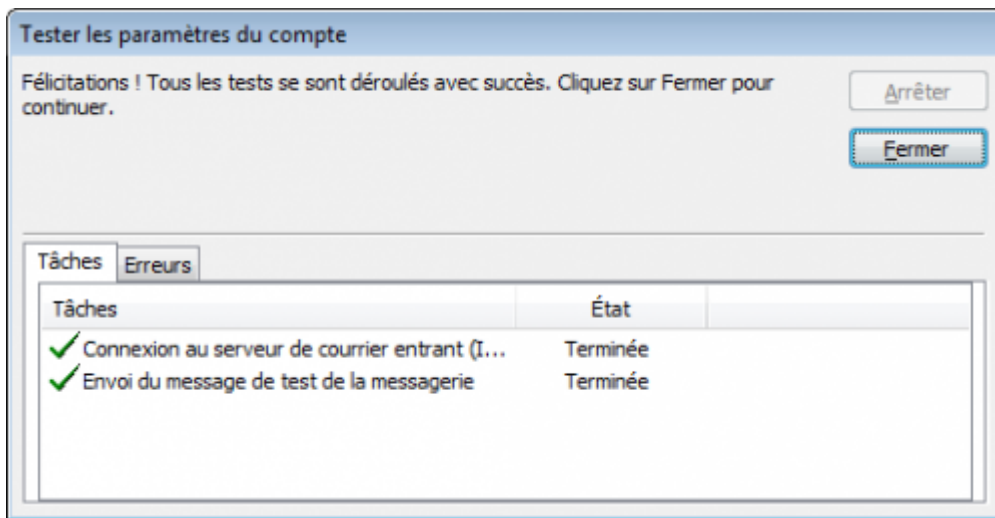 Tester les paramètres du compte
Félicitations ! Tous les tests se sont déroulés avec succès. Cliquez sur Fermer pour
continuer.
Arrêter
Fermer
Tâches Erreurs
Tâches État
Connexion au serveur de courrier entrant (I... Terminée
Envoi du message de test de la messagerie Terminée